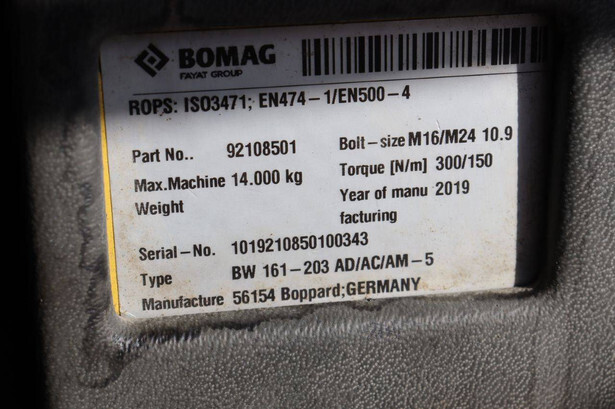 BOMAG
FAYAT GROUP
ROPS: ISO3471; EN474-1/EN500-4
Part No.. 92108501
Max.Machine 14.000 kg
Weight
Bolt-size M16/M24 10.9
Torque [N/m] 300/150
Year of manu 2019
facturing
Serial-No. 1019210850100343
Type BW 161-203 AD/AC/AM-5
Manufacture 56154 Boppard;GERMANY